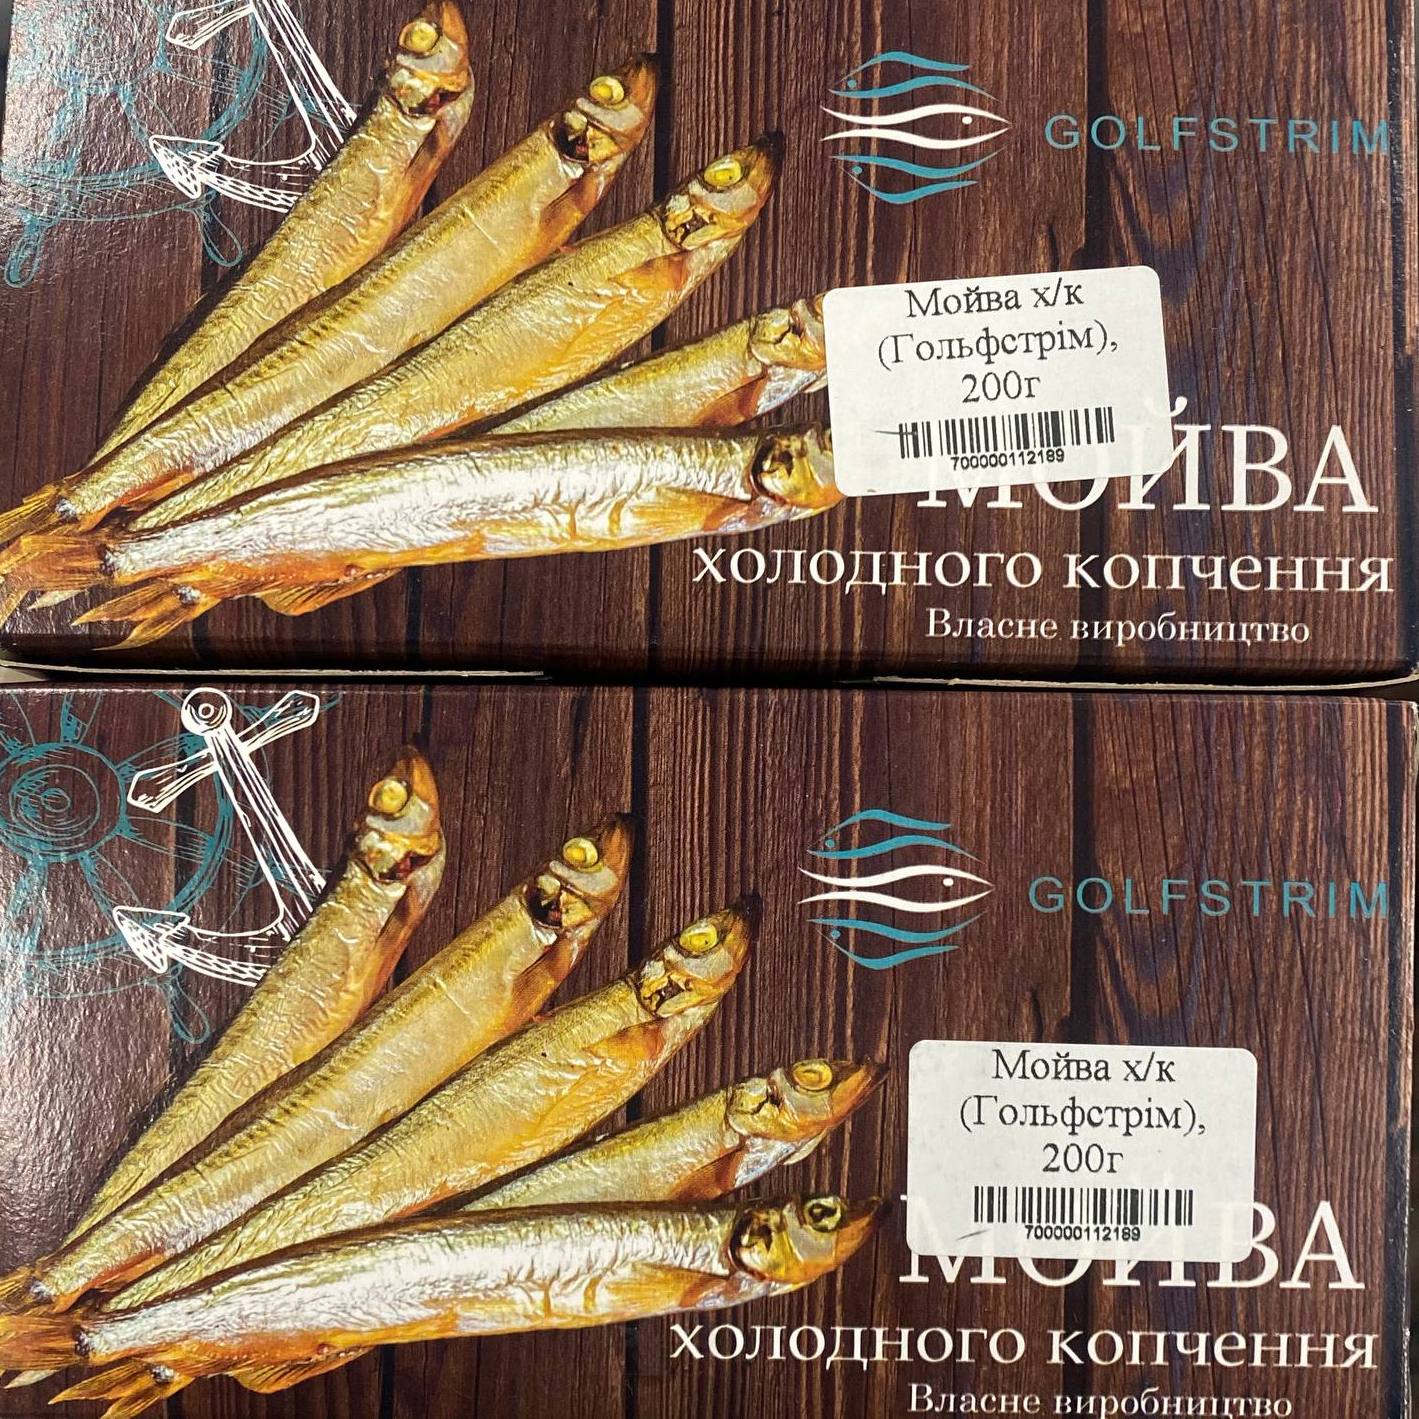 GOLFSTRIM
Мойва х/к
(Гольфстрім),
200г
700000112189
МОЙВА
холодного копчення
Власне виробництво
GOLFSTRIM
Мойва х/к
(Гольфстрім),
200г
700000112189
МОЙВА
холодного копчення
Власне виробництво